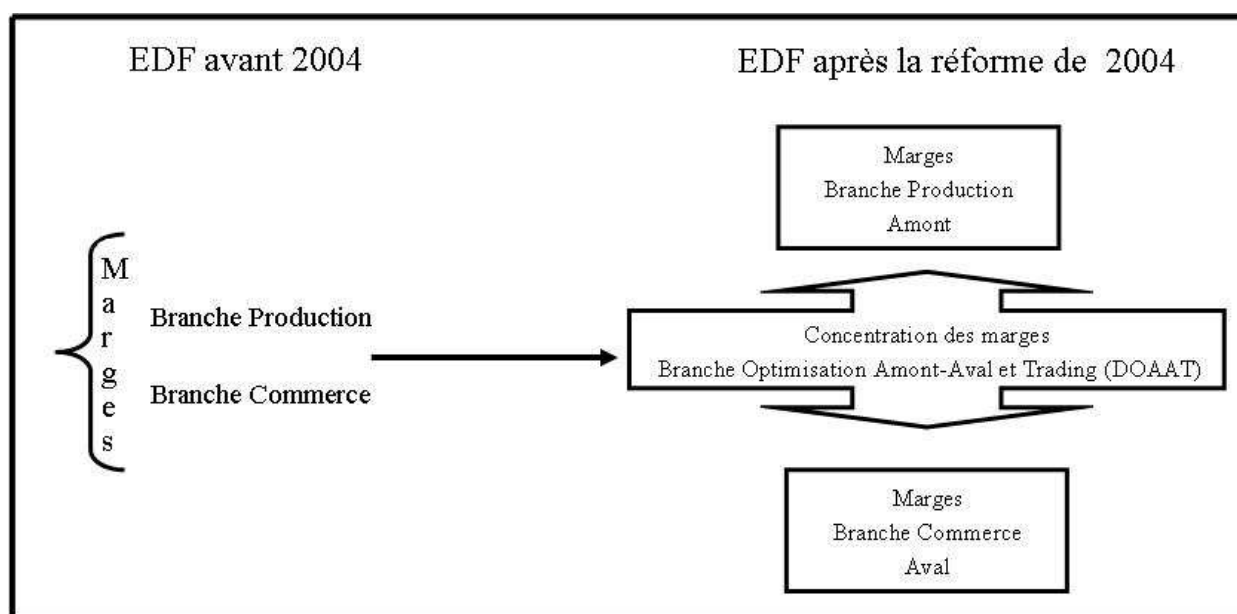 EDF avant 2004
EDF après la réforme de 2004
Marges
Branche Production
Branche Commerce
Marges
Branche Production
Amont
Concentration des marges
Branche Optimisation Amont-Aval et Trading (DOAAT)
Marges
Branche Commerce
Aval